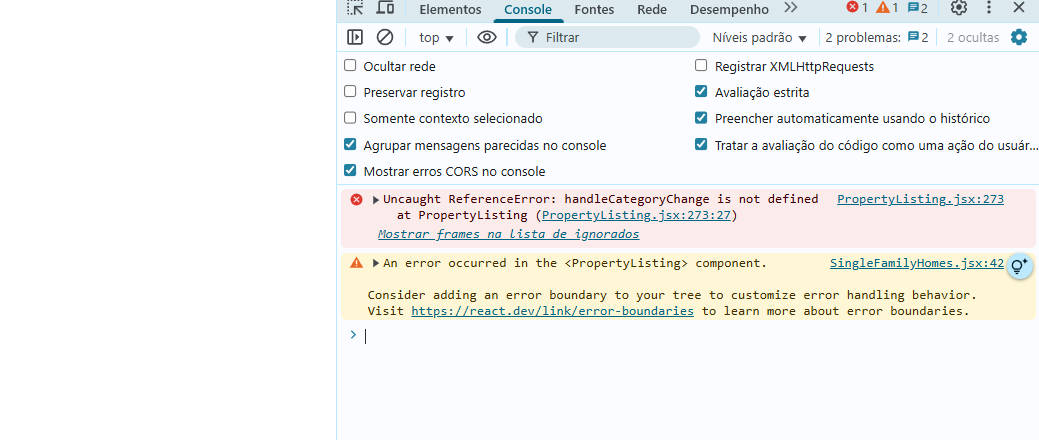 Elementos Console Fontes Rede Desempenho 1 1 2
top Filtrar Níveis padrão 2 problemas: 2 2 ocultas
Ocultar rede Registrar XMLHttpRequests
Preservar registro Avaliação estrita
Somente contexto selecionado Preencher automaticamente usando o histórico
Agrupar mensagens parecidas no console Tratar a avaliação do código como uma ação do usuár...
Mostrar erros CORS no console
Uncaught ReferenceError: handleCategoryChange is not defined PropertyListing.jsx:273
at PropertyListing (PropertyListing.jsx:273:27)
Mostrar frames na lista de ignorados
An error occurred in the <PropertyListing> component. SingleFamilyHomes.jsx:42
Consider adding an error boundary to your tree to customize error handling behavior.
Visit https://react.dev/link/error-boundaries to learn more about error boundaries.